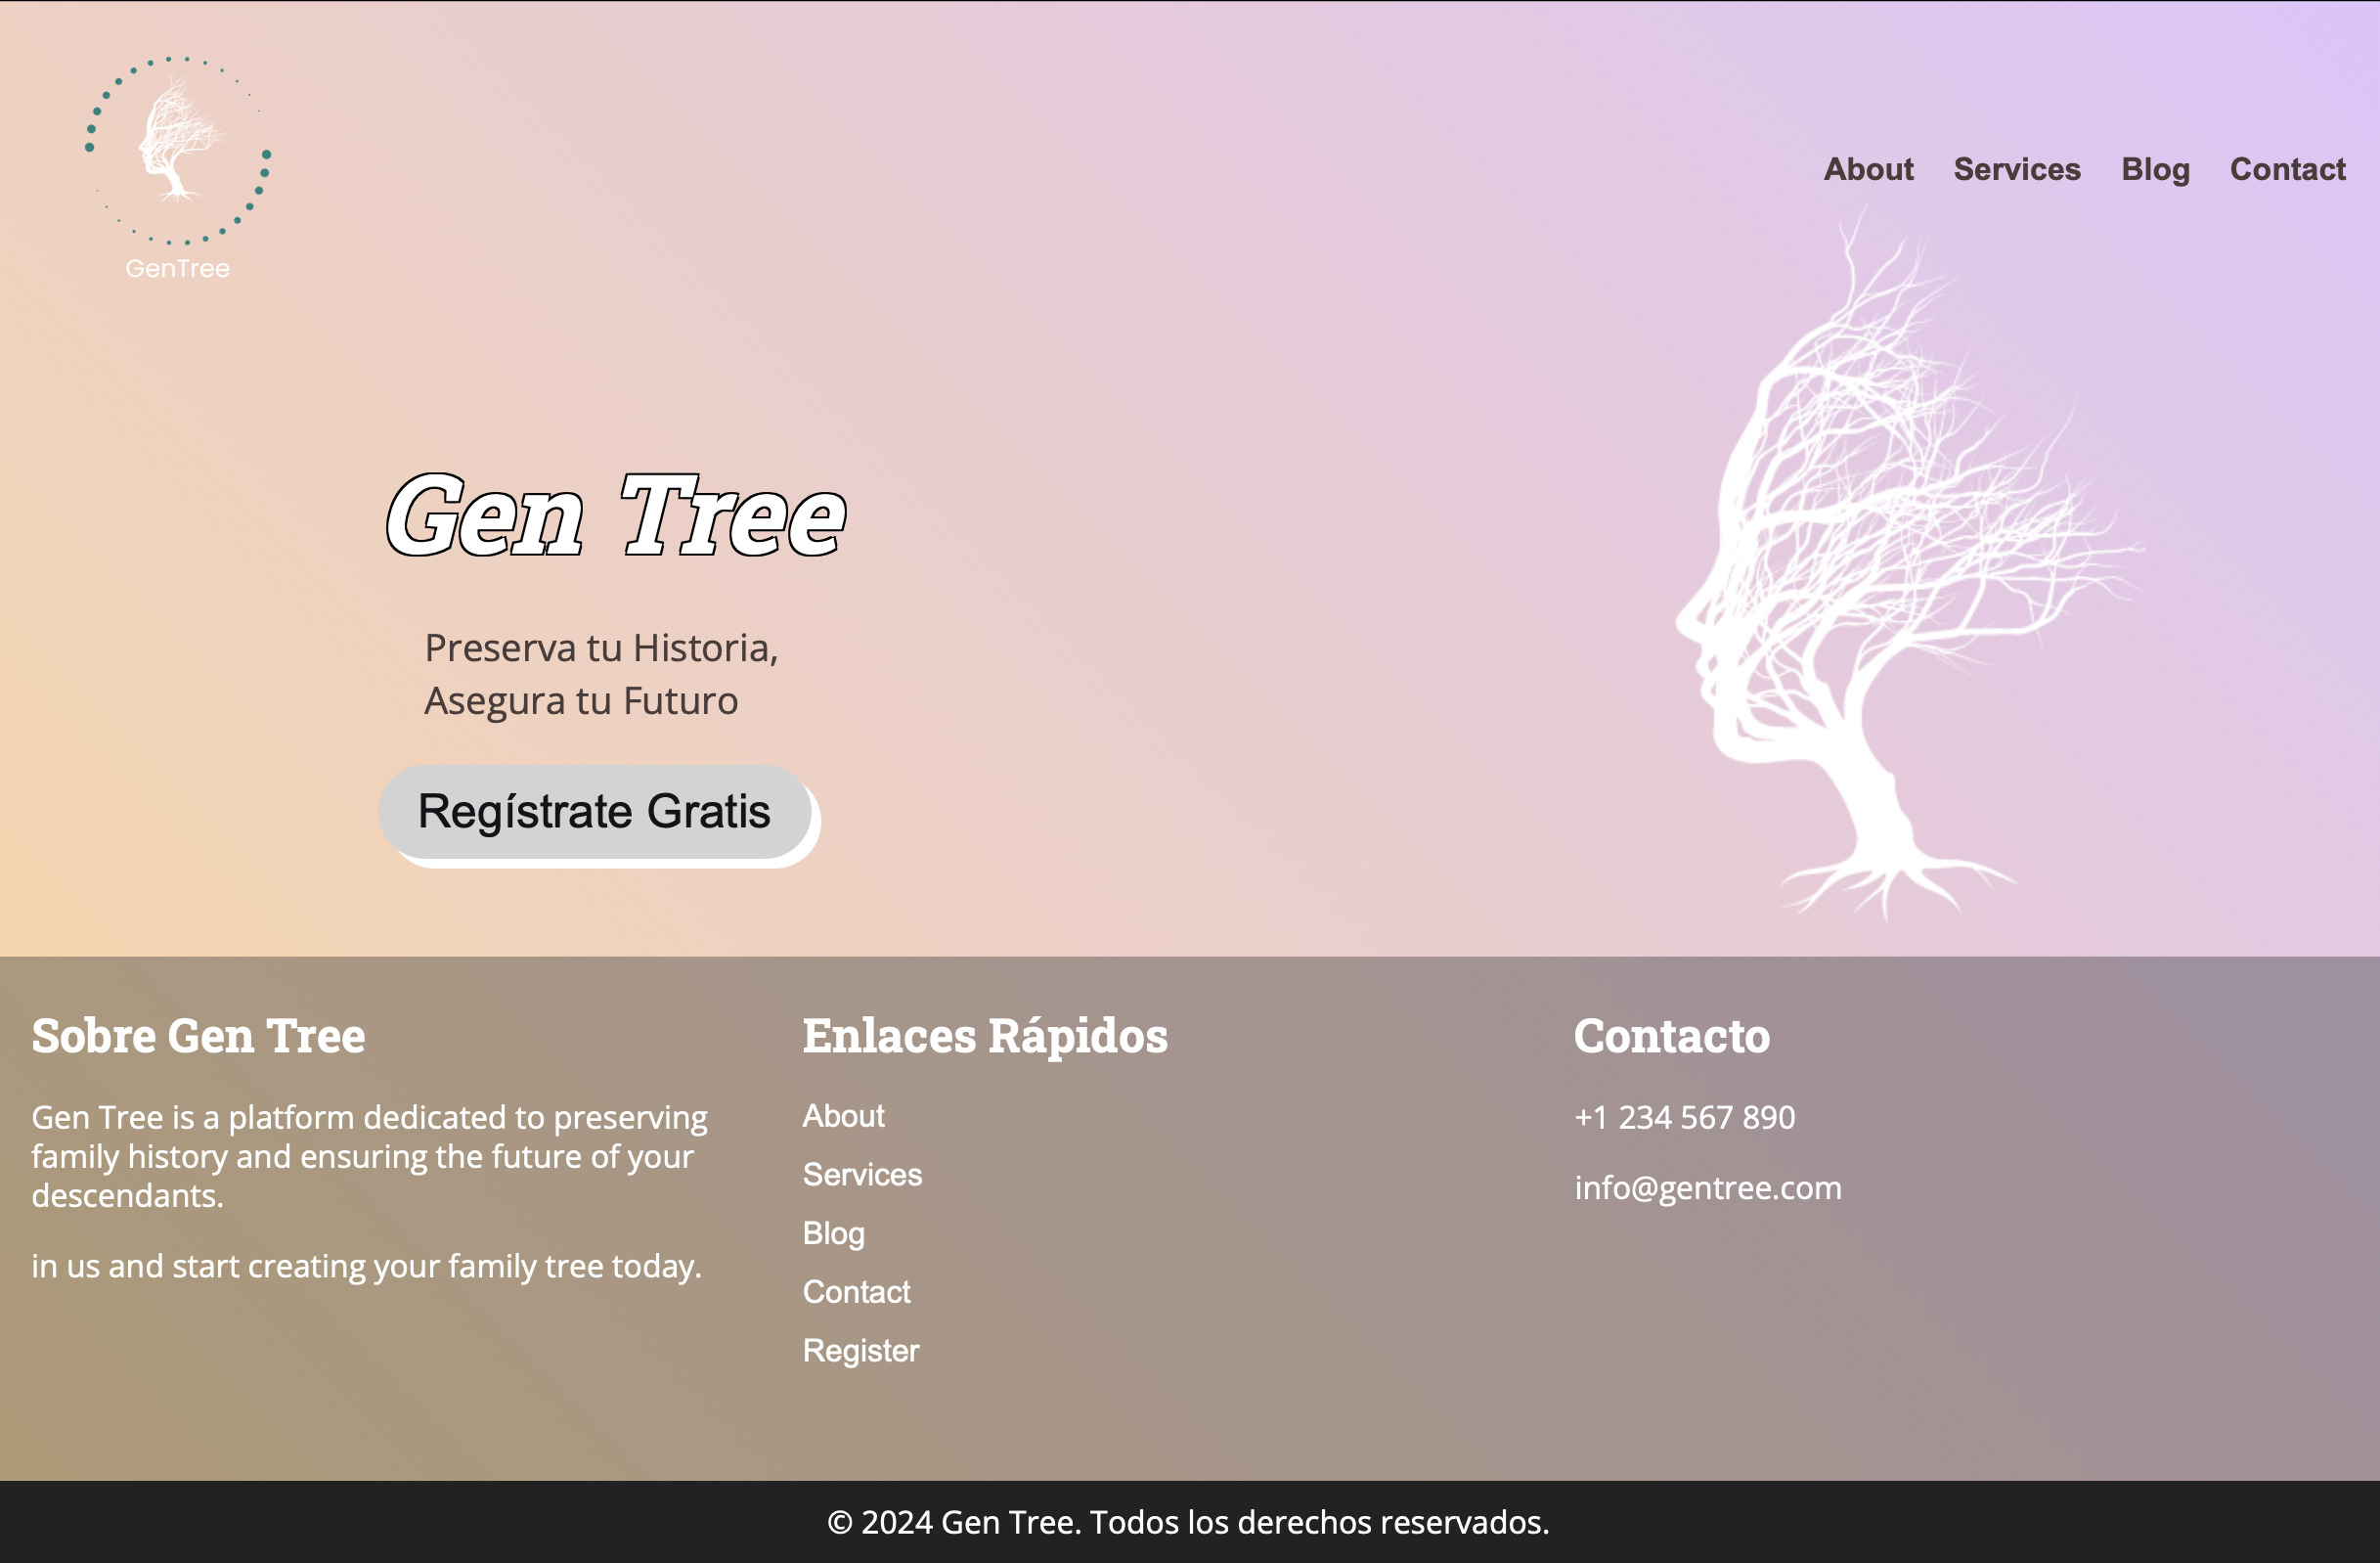 GenTree
About Services Blog Contact
Gen Tree
Preserva tu Historia,
Asegura tu Futuro
Regístrate Gratis
Sobre Gen Tree
Gen Tree is a platform dedicated to preserving
family history and ensuring the future of your
descendants.
in us and start creating your family tree today.
Enlaces Rápidos
About
Services
Blog
Contact
Register
Contacto
+1 234 567 890
info@gentree.com
© 2024 Gen Tree. Todos los derechos reservados.